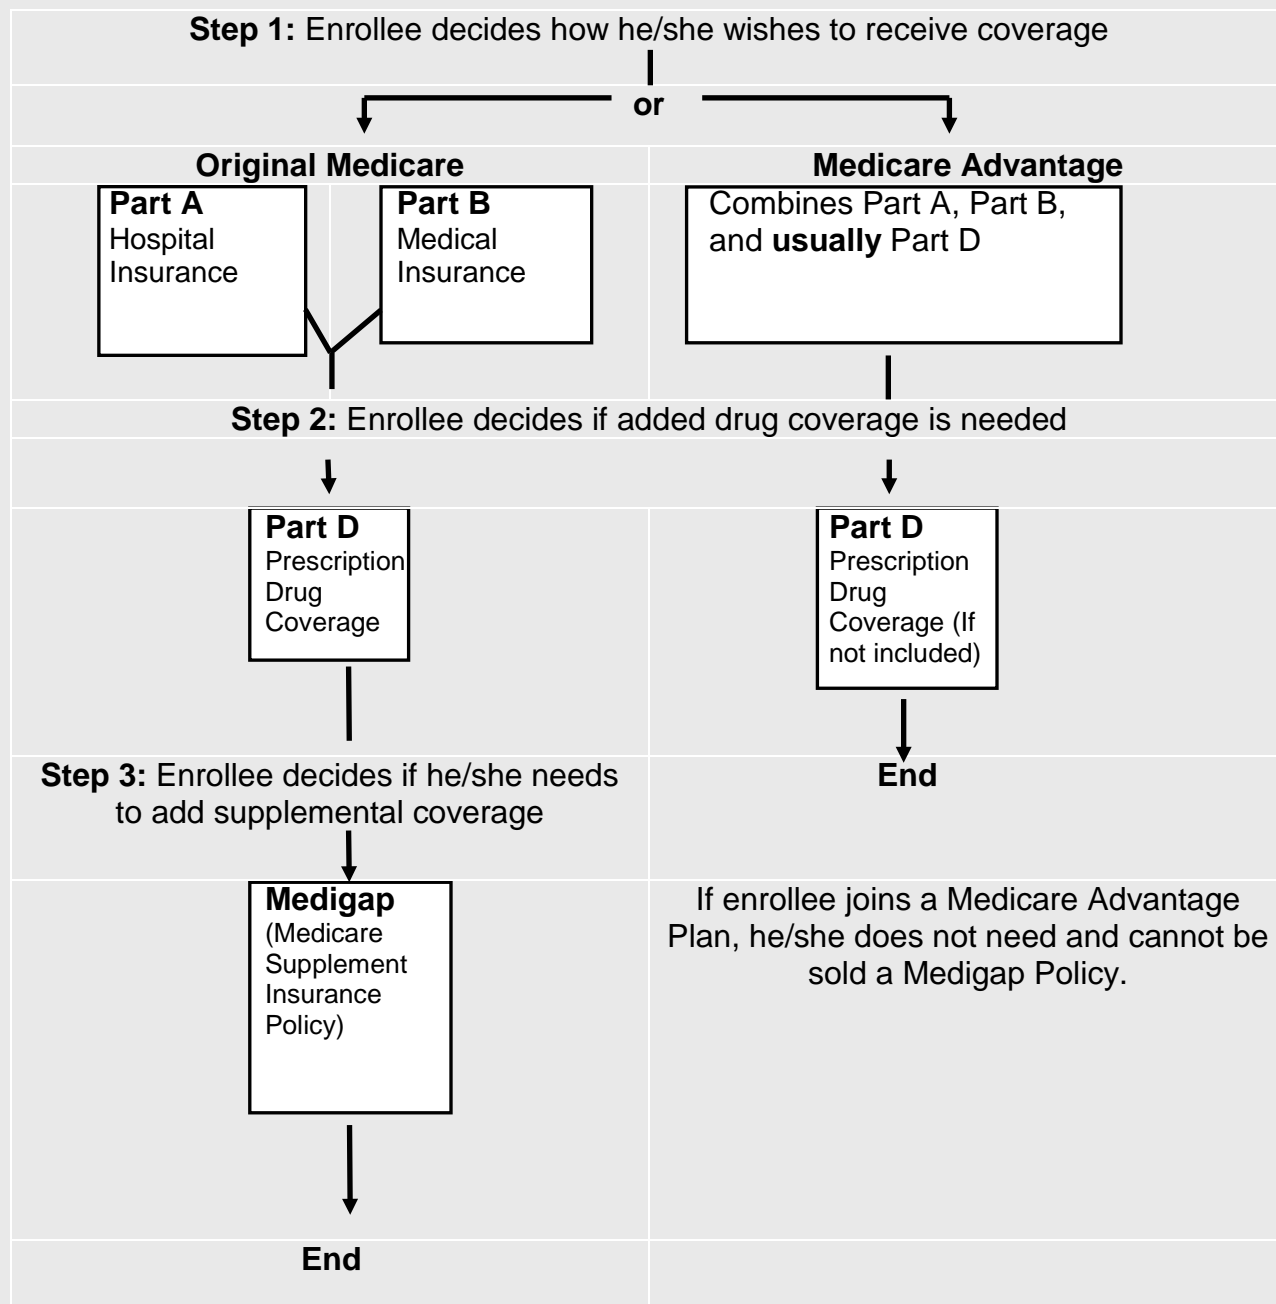 Step 1: Enrollee decides how he/she wishes to receive coverage
or
Original Medicare
Medicare Advantage
Part A
Hospital
Insurance
Part B
Medical
Insurance
Combines Part A, Part B,
and usually Part D
Step 2: Enrollee decides if added drug coverage is needed
Part D
Prescription
Drug
Coverage
Part D
Prescription
Drug
Coverage (If
not included)
Step 3: Enrollee decides if he/she needs
to add supplemental coverage
End
Medigap
(Medicare
Supplement
Insurance
Policy)
If enrollee joins a Medicare Advantage
Plan, he/she does not need and cannot be
sold a Medigap Policy.
End